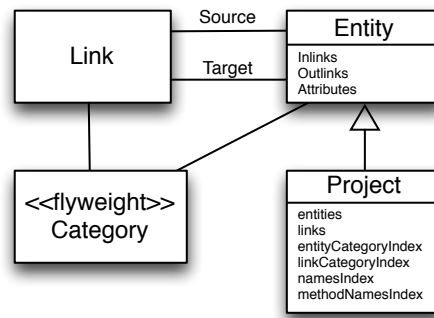 Source
Link
Target
Entity
Inlinks
Outlinks
Attributes
<<flyweight>>
Category
Project
entities
links
entityCategoryIndex
linkCategoryIndex
namesIndex
methodNamesIndex